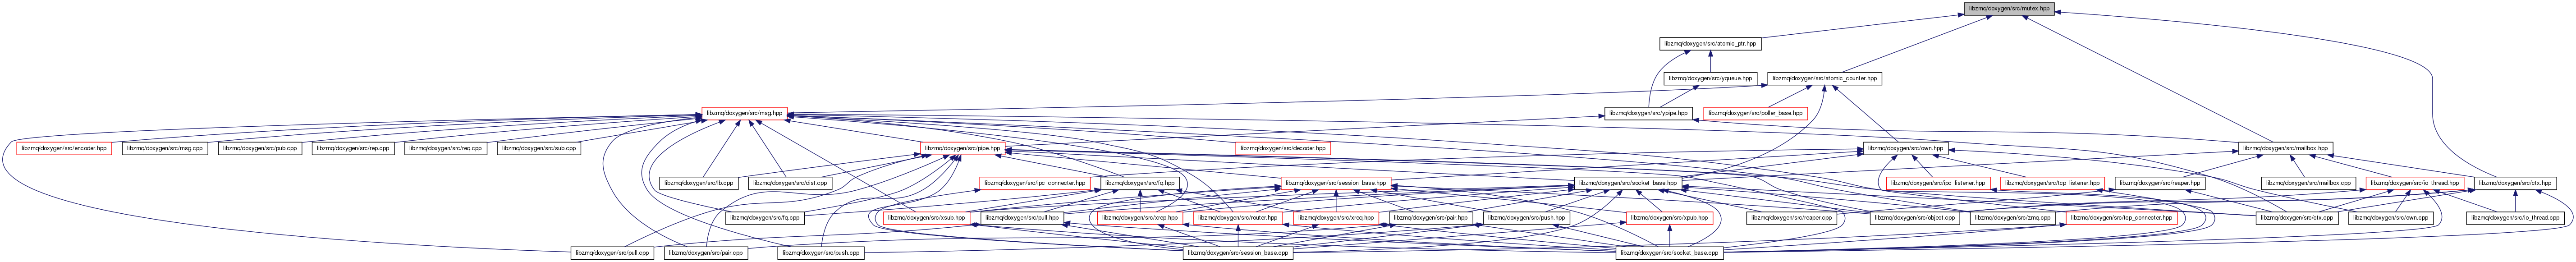 libzmq/doxygen/src/mutex.hpp
libzmq/doxygen/src/atomic_ptr.hpp
libzmq/doxygen/src/yqueue.hpp
libzmq/doxygen/src/atomic_counter.hpp
libzmq/doxygen/src/msg.hpp
libzmq/doxygen/src/ypipe.hpp
libzmq/doxygen/src/poller_base.hpp
libzmq/doxygen/src/encoder.hpp
libzmq/doxygen/src/msg.cpp
libzmq/doxygen/src/pub.cpp
libzmq/doxygen/src/rep.cpp
libzmq/doxygen/src/req.cpp
libzmq/doxygen/src/sub.cpp
libzmq/doxygen/src/decoder.hpp
libzmq/doxygen/src/pipe.hpp
libzmq/doxygen/src/own.hpp
libzmq/doxygen/src/mailbox.hpp
libzmq/doxygen/src/lb.cpp
libzmq/doxygen/src/dist.cpp
libzmq/doxygen/src/ipc_connecter.hpp
libzmq/doxygen/src/fq.hpp
libzmq/doxygen/src/session_base.hpp
libzmq/doxygen/src/socket_base.hpp
libzmq/doxygen/src/ipc_listener.hpp
libzmq/doxygen/src/tcp_listener.hpp
libzmq/doxygen/src/reaper.hpp
libzmq/doxygen/src/mailbox.cpp
libzmq/doxygen/src/io_thread.hpp
libzmq/doxygen/src/ctx.hpp
libzmq/doxygen/src/fq.cpp
libzmq/doxygen/src/xsub.hpp
libzmq/doxygen/src/pull.hpp
libzmq/doxygen/src/xrep.hpp
libzmq/doxygen/src/router.hpp
libzmq/doxygen/src/xreq.hpp
libzmq/doxygen/src/pair.hpp
libzmq/doxygen/src/push.hpp
libzmq/doxygen/src/xpub.hpp
libzmq/doxygen/src/reaper.cpp
libzmq/doxygen/src/object.cpp
libzmq/doxygen/src/zmq.cpp
libzmq/doxygen/src/tcp_connecter.hpp
libzmq/doxygen/src/ctx.cpp
libzmq/doxygen/src/own.cpp
libzmq/doxygen/src/io_thread.cpp
libzmq/doxygen/src/pull.cpp
libzmq/doxygen/src/pair.cpp
libzmq/doxygen/src/push.cpp
libzmq/doxygen/src/session_base.cpp
libzmq/doxygen/src/socket_base.cpp